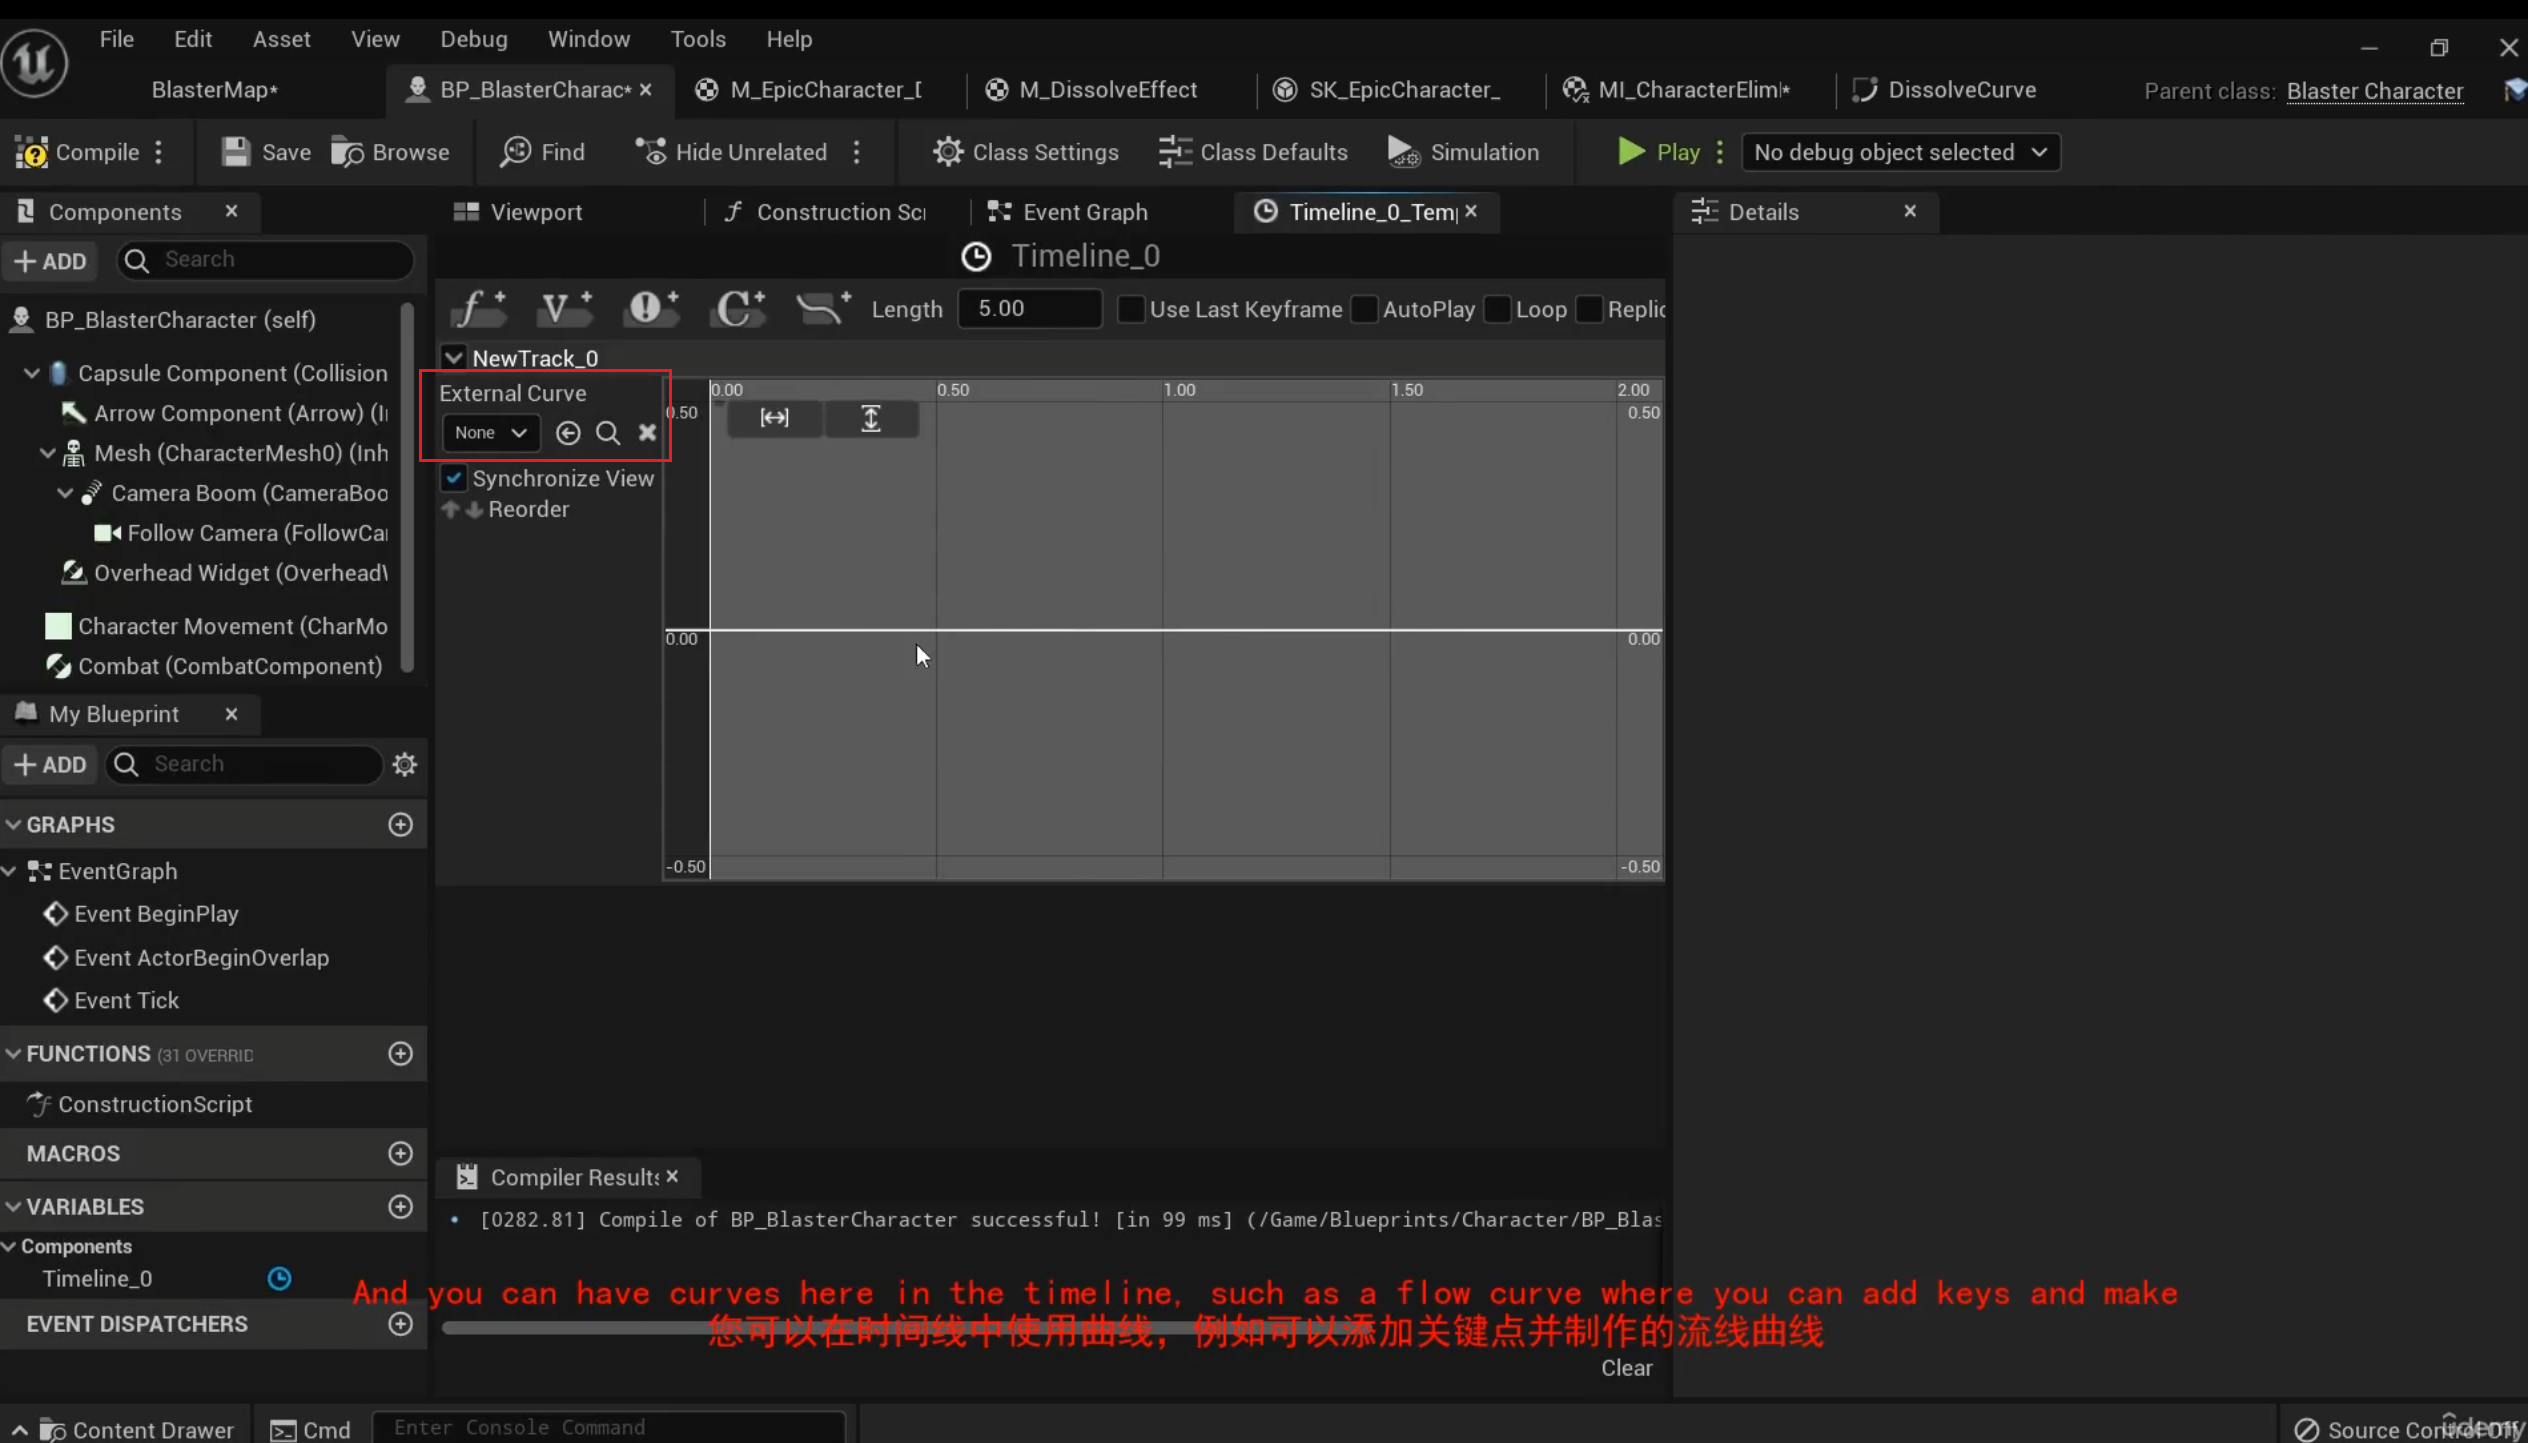 File Edit Asset View Debug Window Tools Help
BlasterMap* BP_BlasterCharac* M_EpicCharacter_D M_DissolveEffect SK_EpicCharacter_ MI_CharacterElim* DissolveCurve Parent class: Blaster Character
Compile Save Browse Find Hide Unrelated Class Settings Class Defaults Simulation Play No debug object selected
Components Viewport Construction Scr Event Graph Timeline_0_Temp Details
+ ADD Search Timeline_0
Length 5.00 Use Last Keyframe AutoPlay Loop Replic
BP_BlasterCharacter (self)
Capsule Component (Collision
Arrow Component (Arrow) (I
Mesh (CharacterMesh0) (Inh
Camera Boom (CameraBoo
Follow Camera (FollowCa
Overhead Widget (Overhead
Character Movement (CharMo
Combat (CombatComponent)
NewTrack_0
External Curve
None
Synchronize View
Reorder
0.00 0.50 1.00 1.50 2.00
0.50 0.50
0.00 0.00
-0.50 -0.50
My Blueprint
+ ADD Search
GRAPHS
EventGraph
Event BeginPlay
Event ActorBeginOverlap
Event Tick
FUNCTIONS (31 OVERRID
ConstructionScript
MACROS
VARIABLES
Components
Timeline_0
EVENT DISPATCHERS
Compiler Results
[0282.81] Compile of BP_BlasterCharacter successful! [in 99 ms] (/Game/Blueprints/Character/BP_Blas
And you can have curves here in the timeline, such as a flow curve where you can add keys and make
您可以在时间线中使用曲线，例如可以添加关键点并制作的流线曲线
Clear
Content Drawer Cmd Enter Console Command Source Control Off
udemy